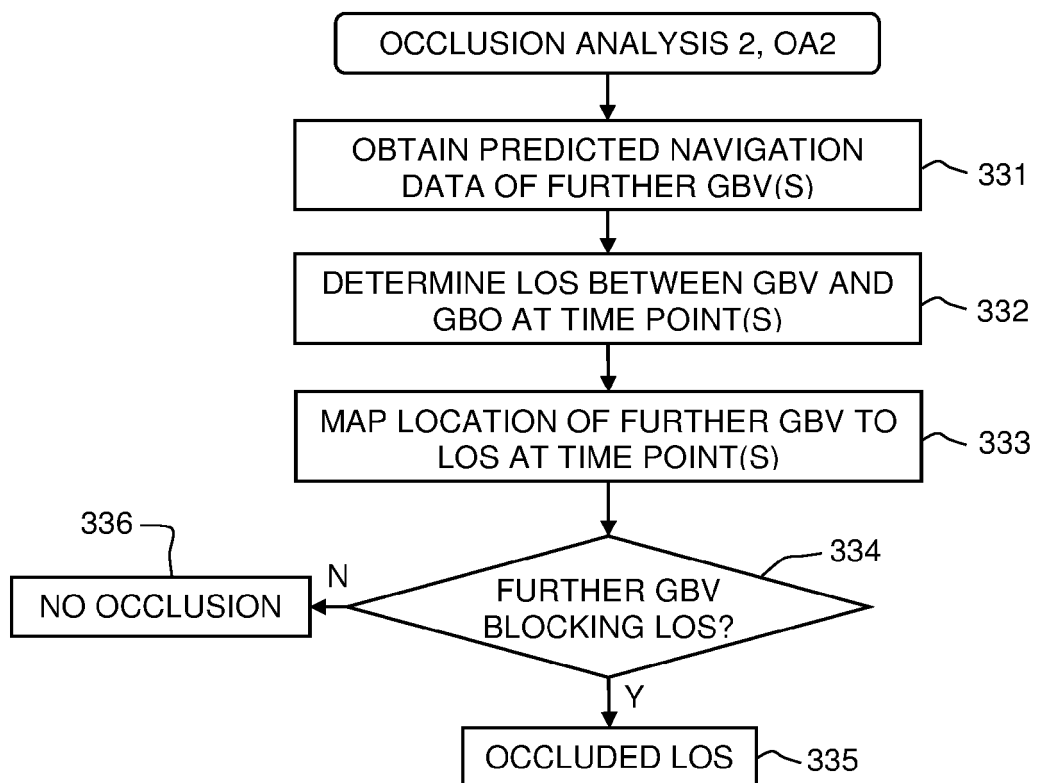 OCCLUSION ANALYSIS 2, OA2
OBTAIN PREDICTED NAVIGATION
DATA OF FURTHER GBV(S)
331
DETERMINE LOS BETWEEN GBV AND
GBO AT TIME POINT(S)
332
MAP LOCATION OF FURTHER GBV TO
LOS AT TIME POINT(S)
333
336
334
N
NO OCCLUSION
FURTHER GBV
BLOCKING LOS?
Y
OCCLUDED LOS
335